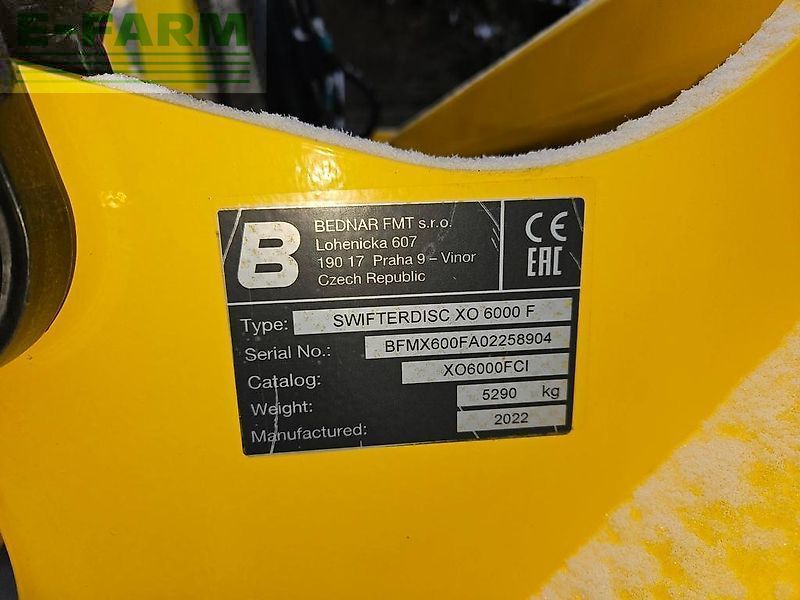 E-FARM
B
BEDNAR FMT s.r.o.
Lohenicka 607
190 17 Praha 9 – Vinor
Czech Republic
CE
EAC
Type: SWIFTERDISC XO 6000 F
Serial No.: BFMX600FA02258904
Catalog: XO6000FCI
Weight: 5290 kg
Manufactured: 2022